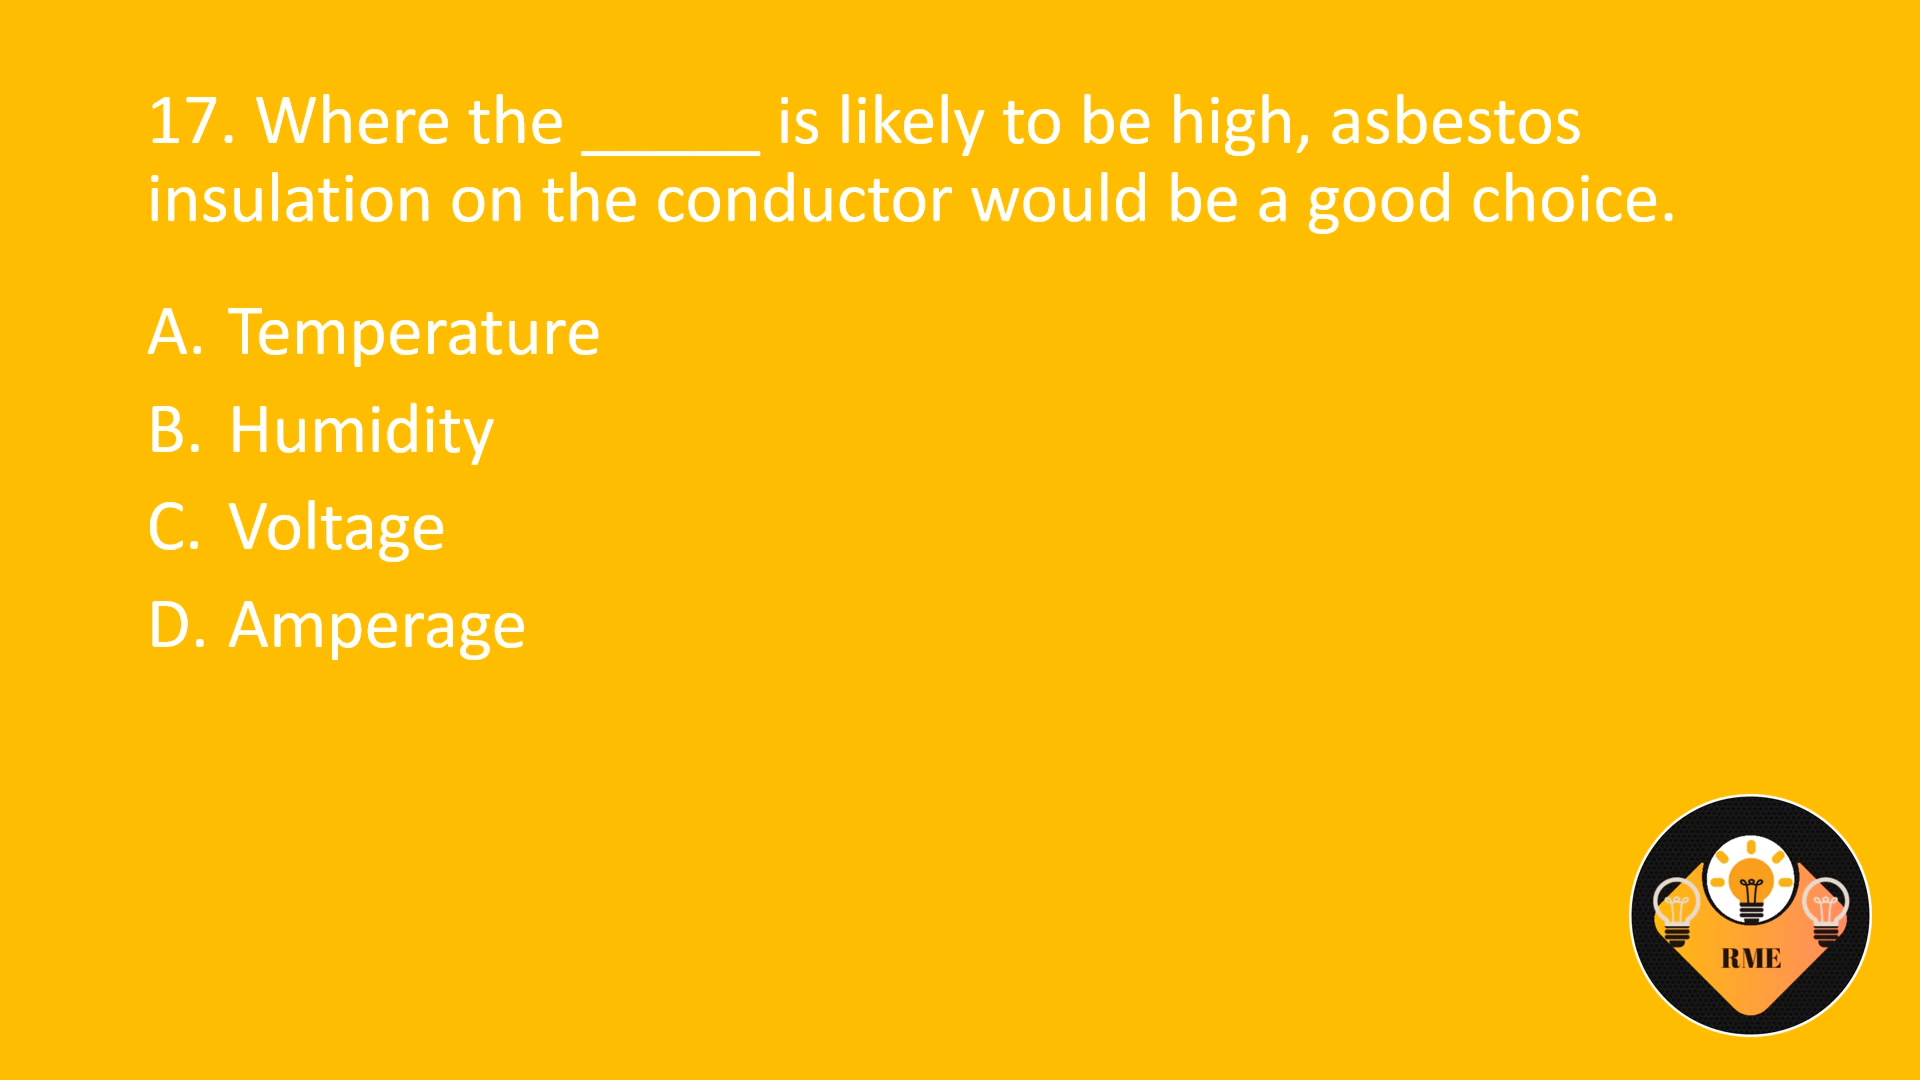 17. Where the _____ is likely to be high, asbestos
insulation on the conductor would be a good choice.
A. Temperature
B. Humidity
C. Voltage
D. Amperage
RME